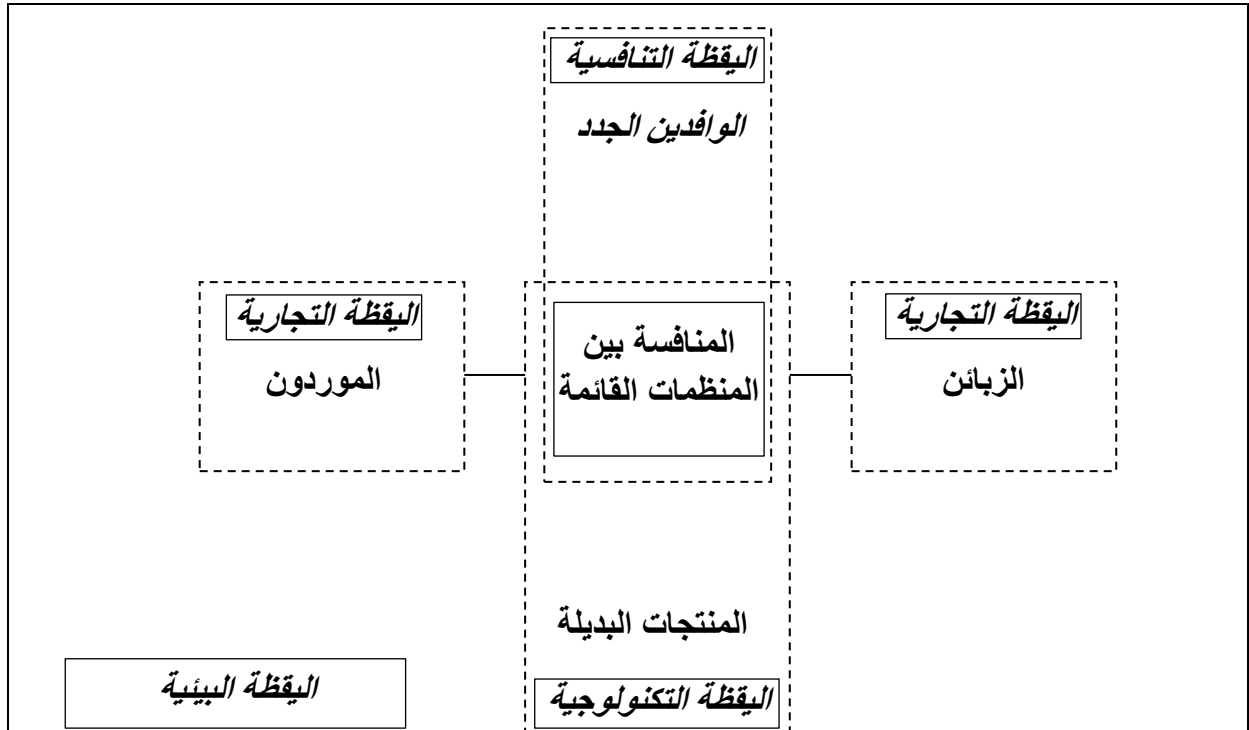 اليقظة التنافسية
الوافدين الجدد
اليقظة التجارية
الزبائن
المنافسة بين
المنظمات القائمة
اليقظة التجارية
الموردون
المنتجات البديلة
اليقظة التكنولوجية
اليقظة البيئية